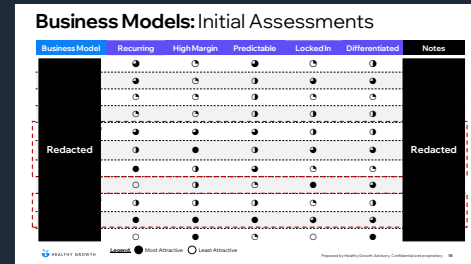 Business Models: Initial Assessments
Business Model Recurring High Margin Predictable Locked In Differentiated Notes
Redacted Redacted
HEALTHY GROWTH Legend: Most Attractive Least Attractive Prepared by Healthy Growth Advisory. Confidential and proprietary 18